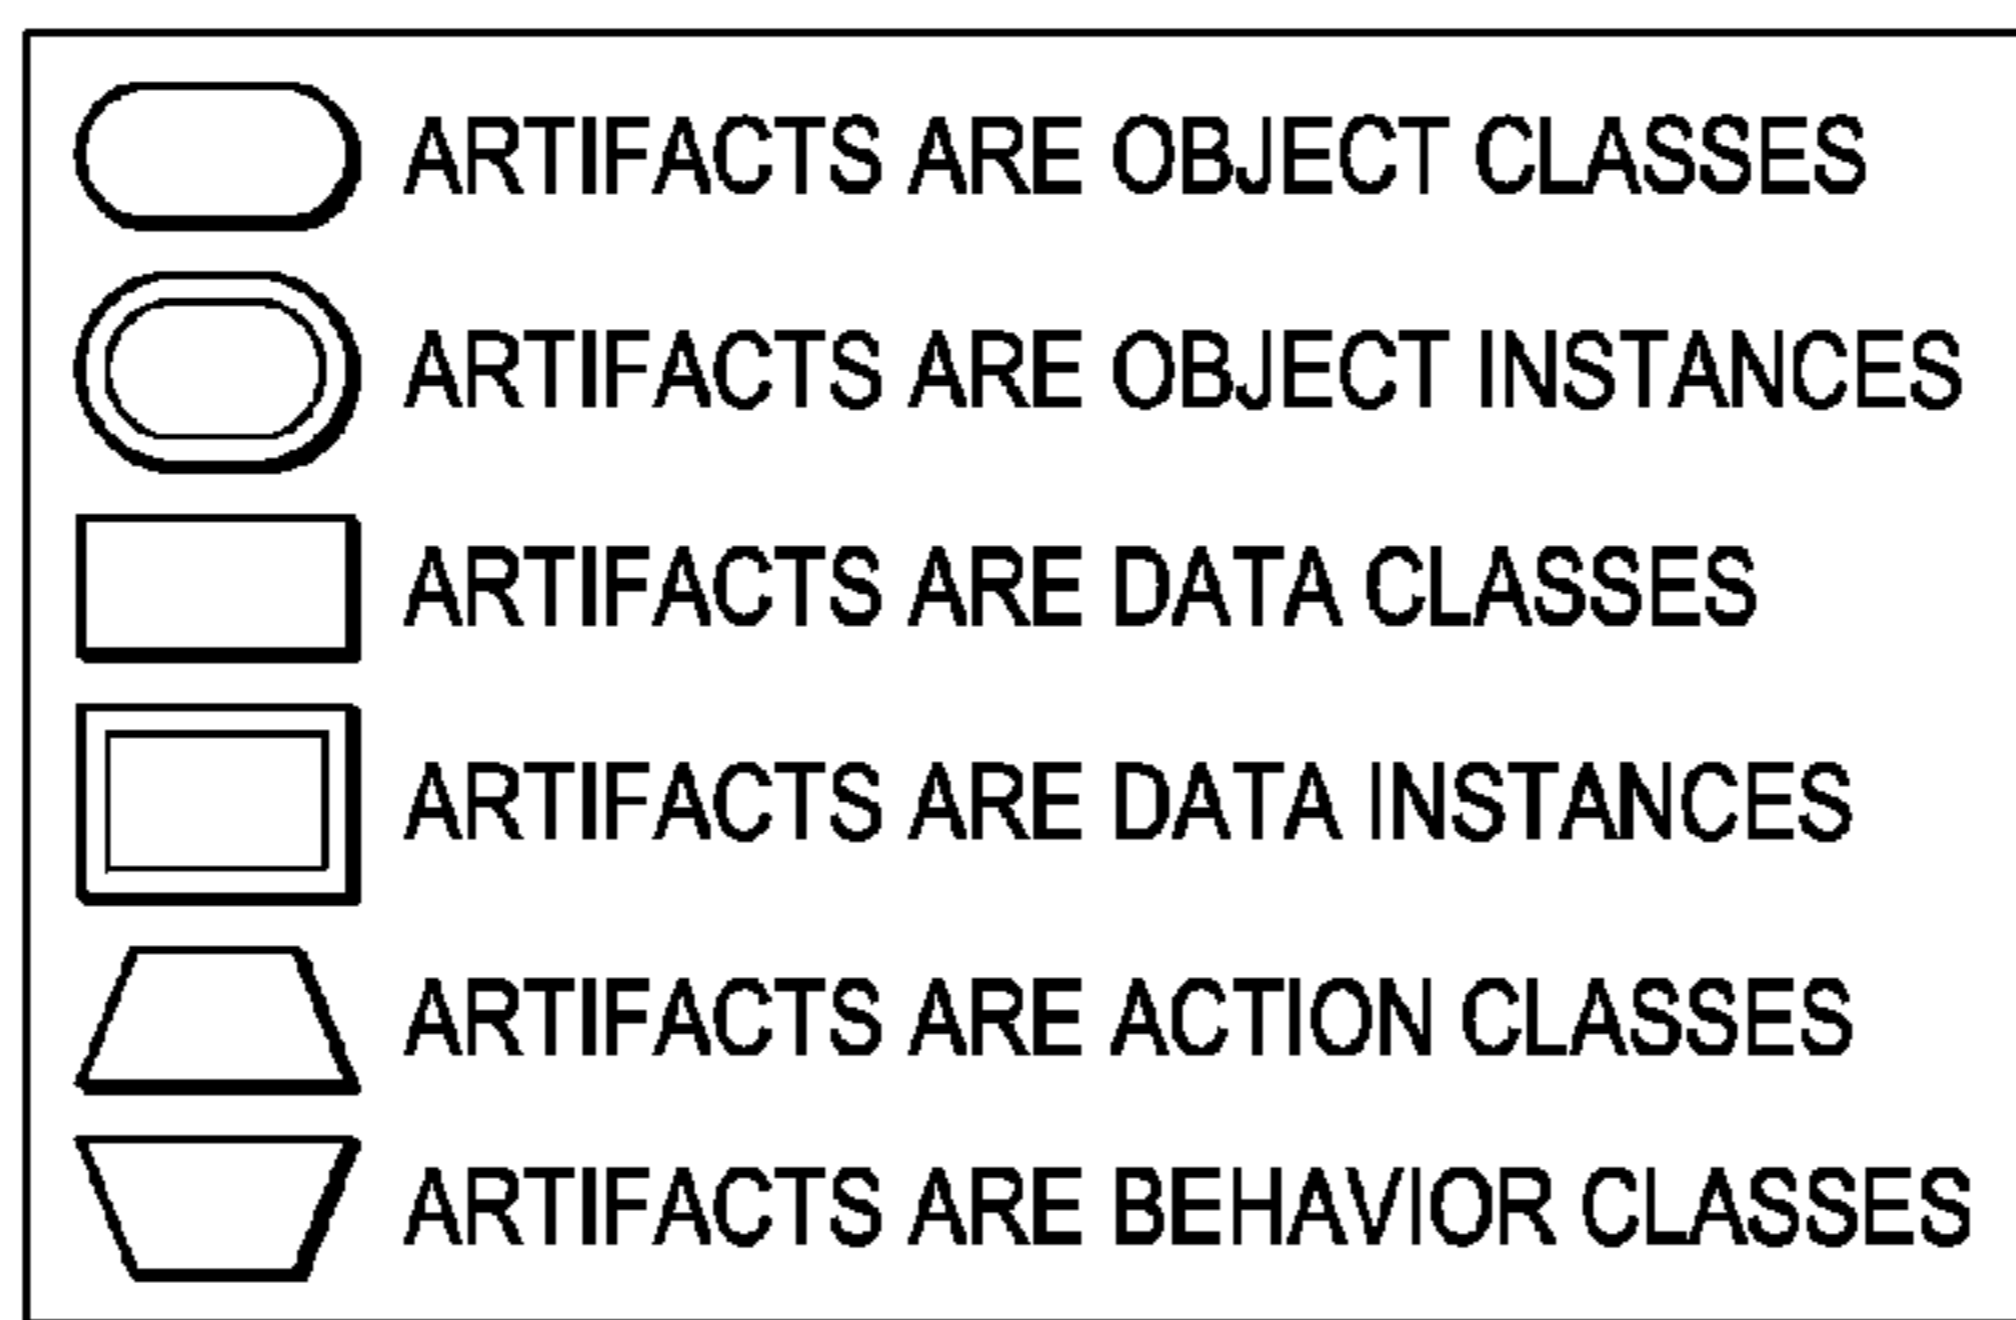 ARTIFACTS ARE OBJECT CLASSES
ARTIFACTS ARE OBJECT INSTANCES
ARTIFACTS ARE DATA CLASSES
ARTIFACTS ARE DATA INSTANCES
ARTIFACTS ARE ACTION CLASSES
ARTIFACTS ARE BEHAVIOR CLASSES